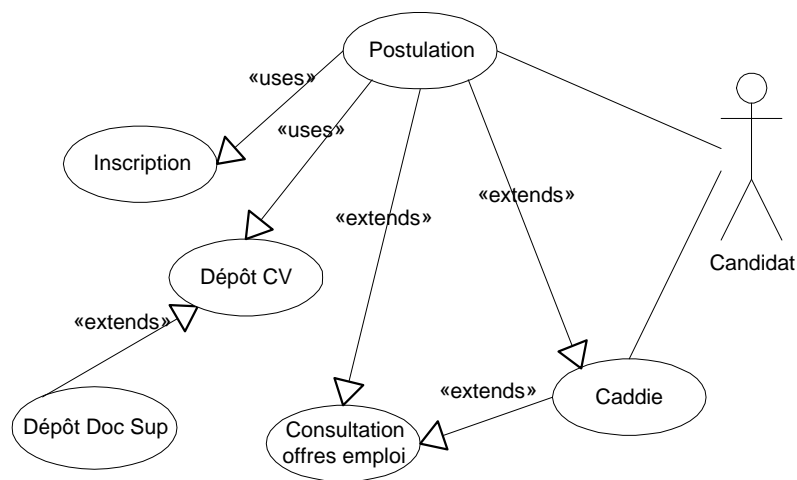 Postulation
«uses»
«uses»
Inscription
«extends»
«extends»
Candidat
Dépôt CV
«extends»
«extends»
Caddie
Dépôt Doc Sup
Consultation
offres emploi